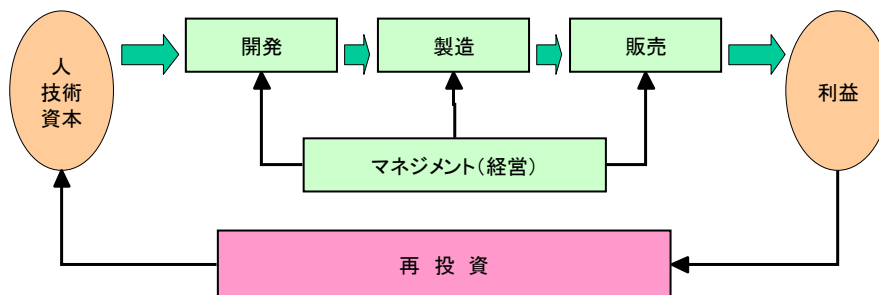 人
技術
資本
開発
製造
販売
利益
マネジメント(経営)
再 投 資